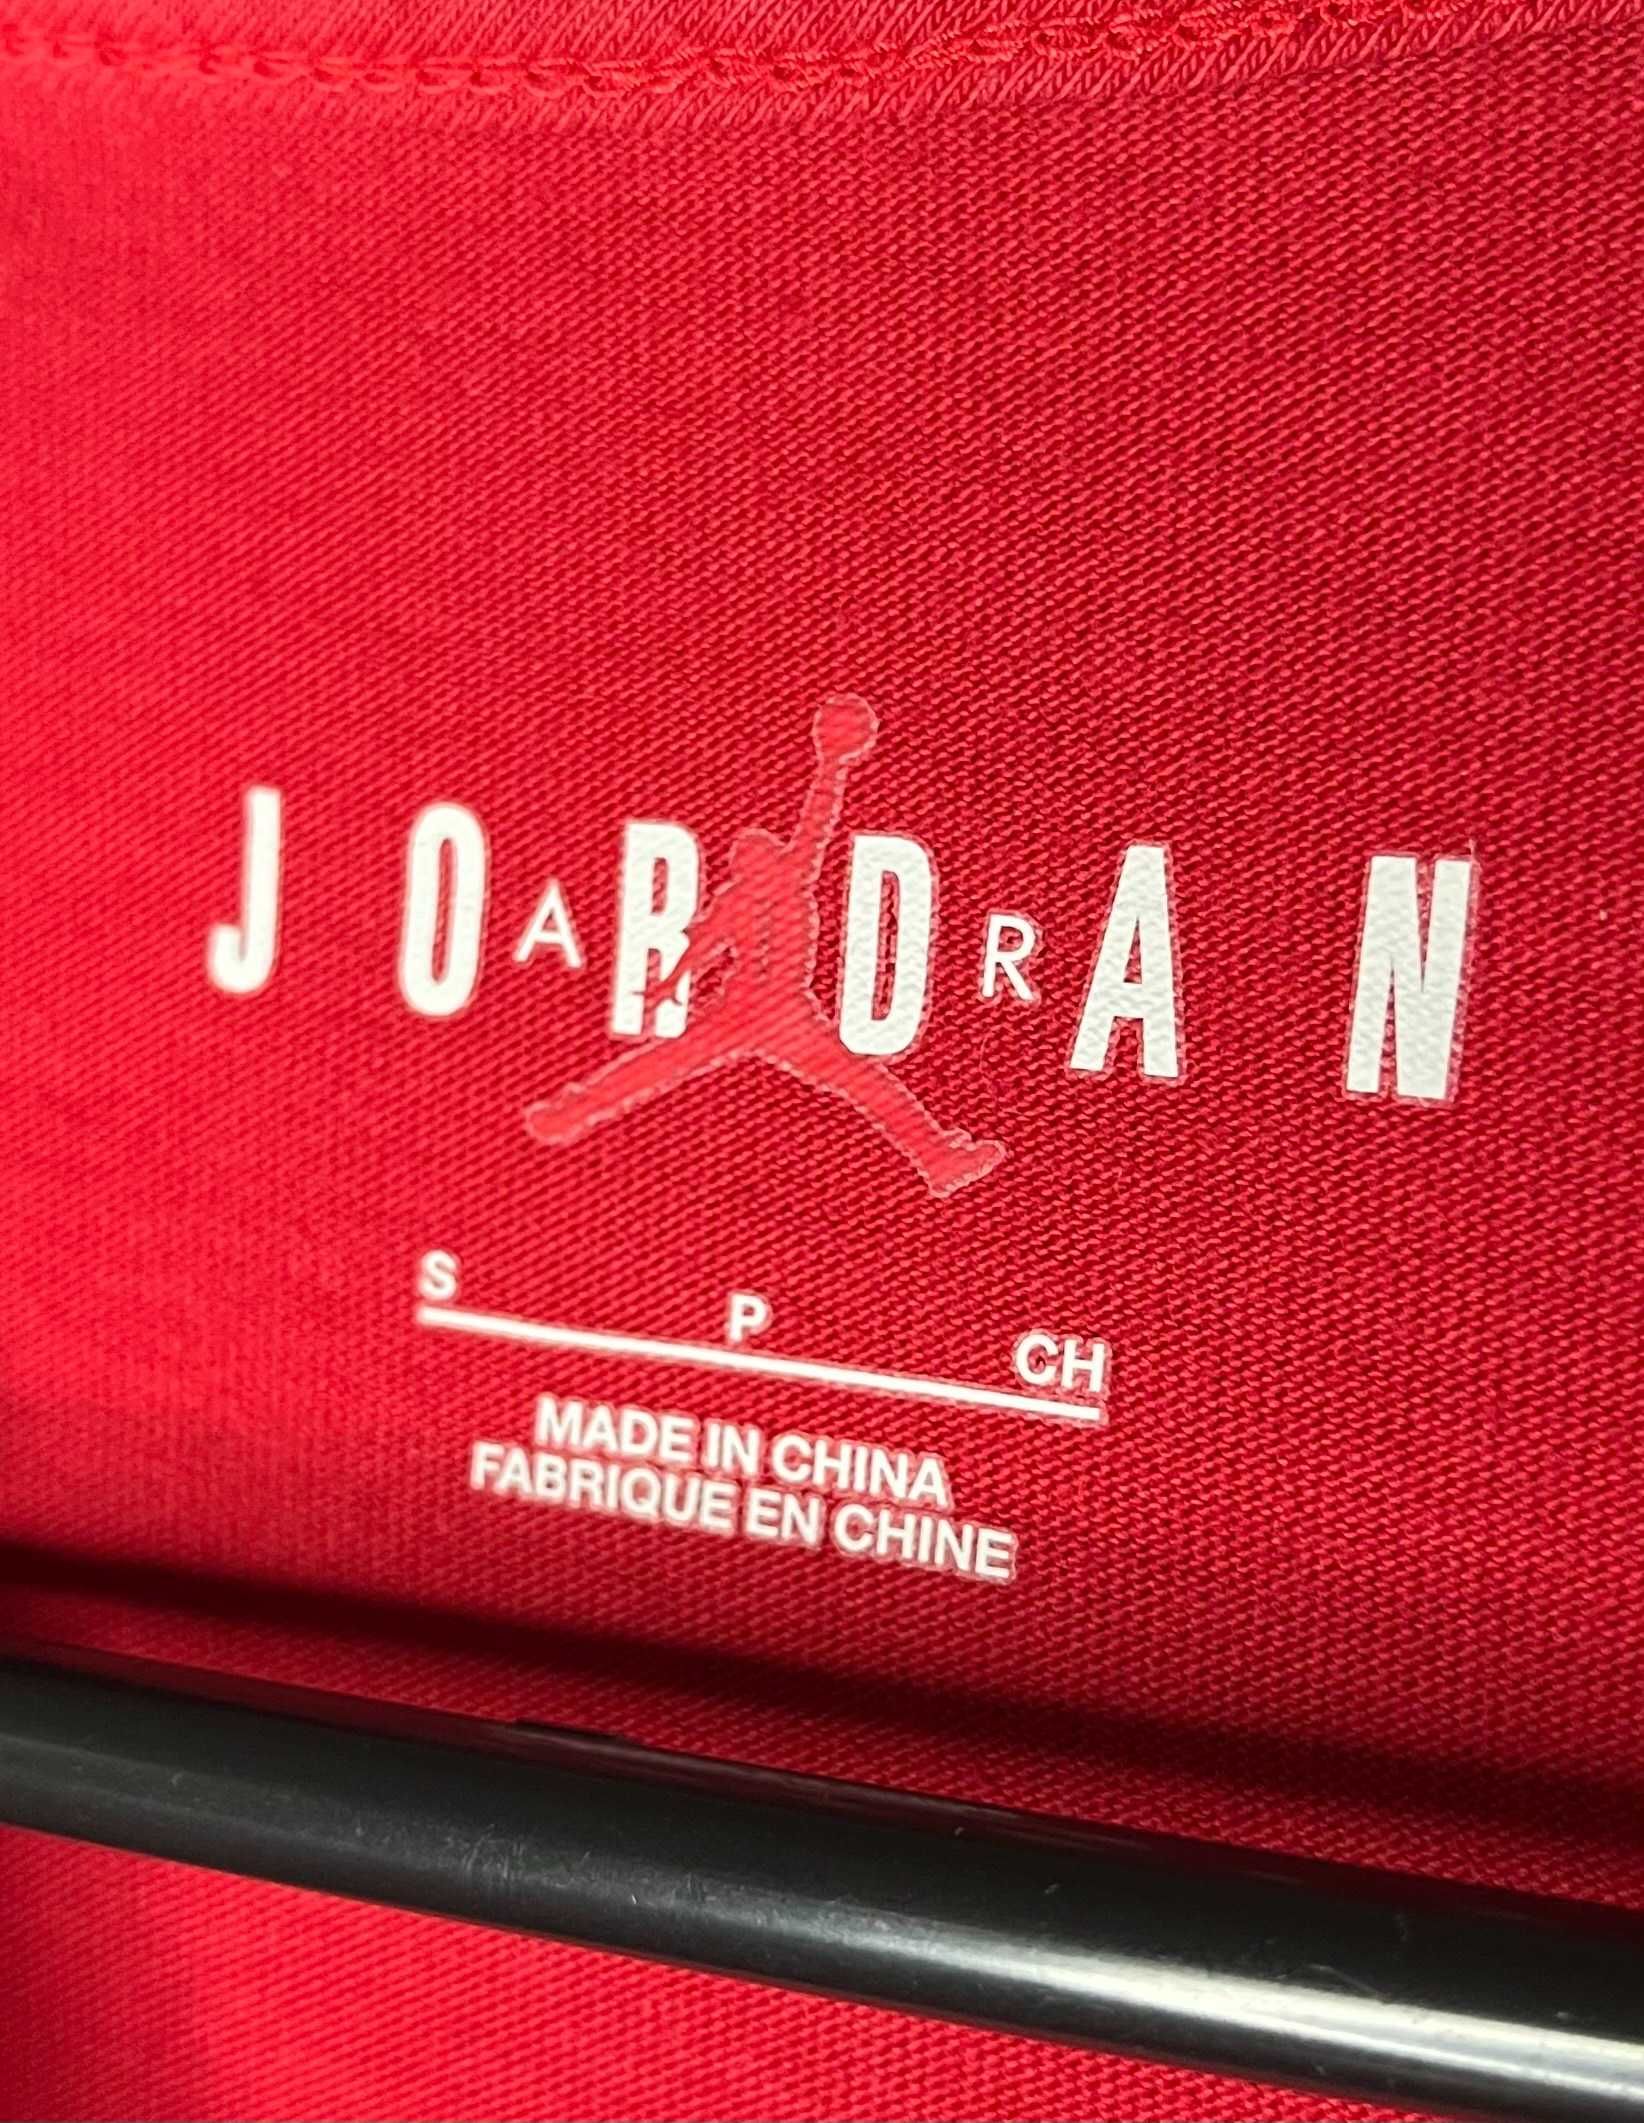 JORDAN
AIR
S P CH
MADE IN CHINA
FABRIQUE EN CHINE